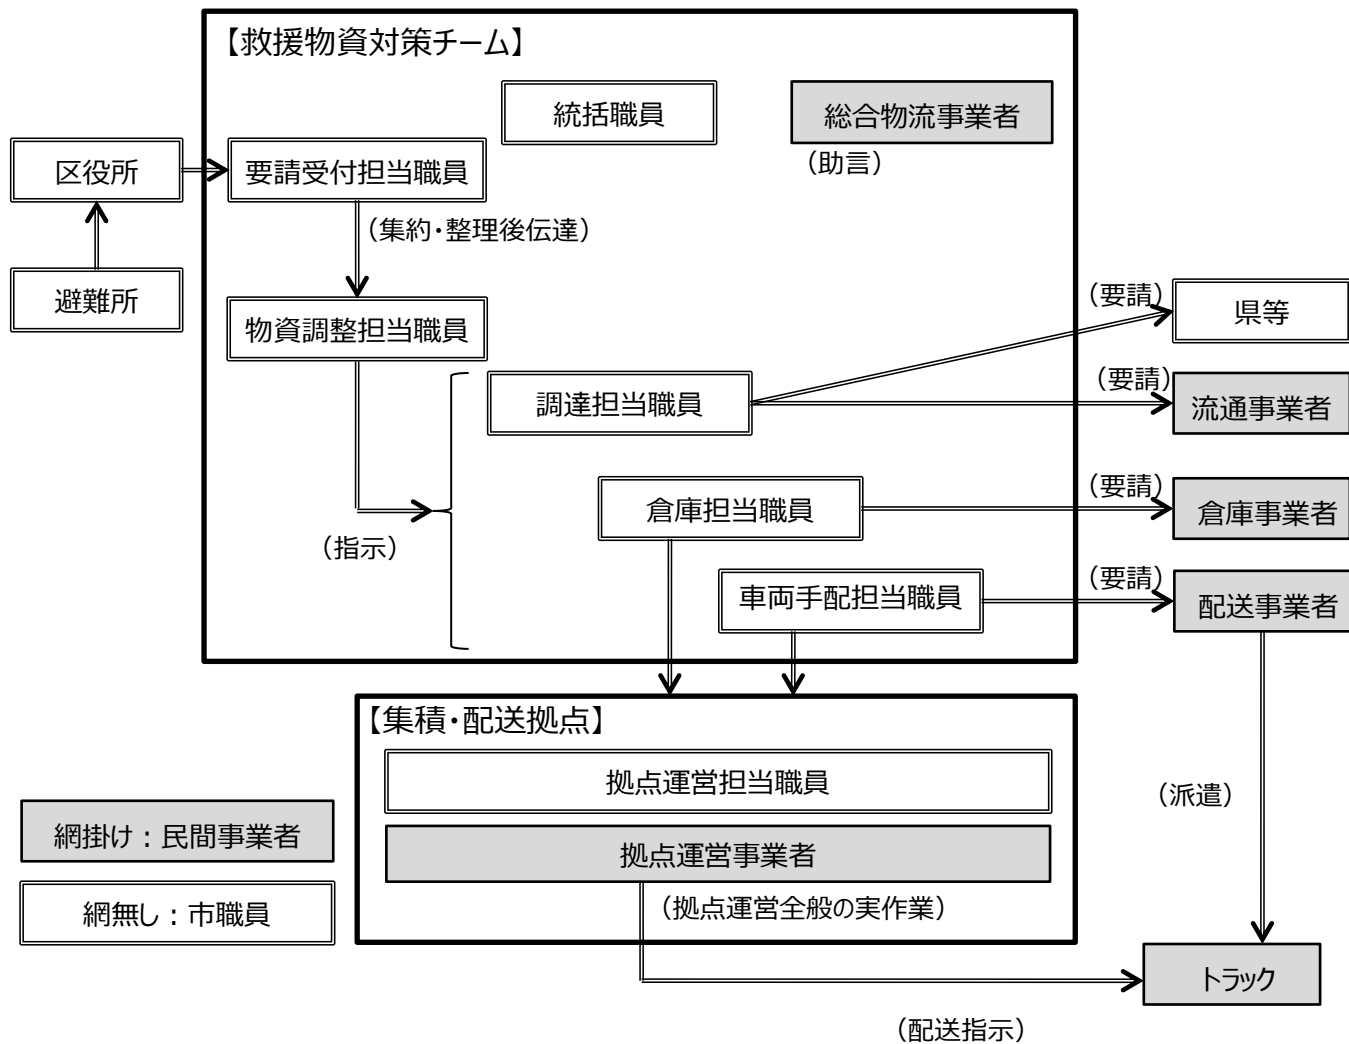 【救援物資対策チーム】
統括職員
総合物流事業者
（助言）
区役所
要請受付担当職員
（集約・整理後伝達）
避難所
物資調整担当職員
（要請）
県等
調達担当職員
（要請）
流通事業者
倉庫担当職員
（要請）
倉庫事業者
（指示）
車両手配担当職員
（要請）
配送事業者
【集積・配送拠点】
拠点運営担当職員
（派遣）
網掛け：民間事業者
拠点運営事業者
網無し：市職員
（拠点運営全般の実作業）
トラック
（配送指示）